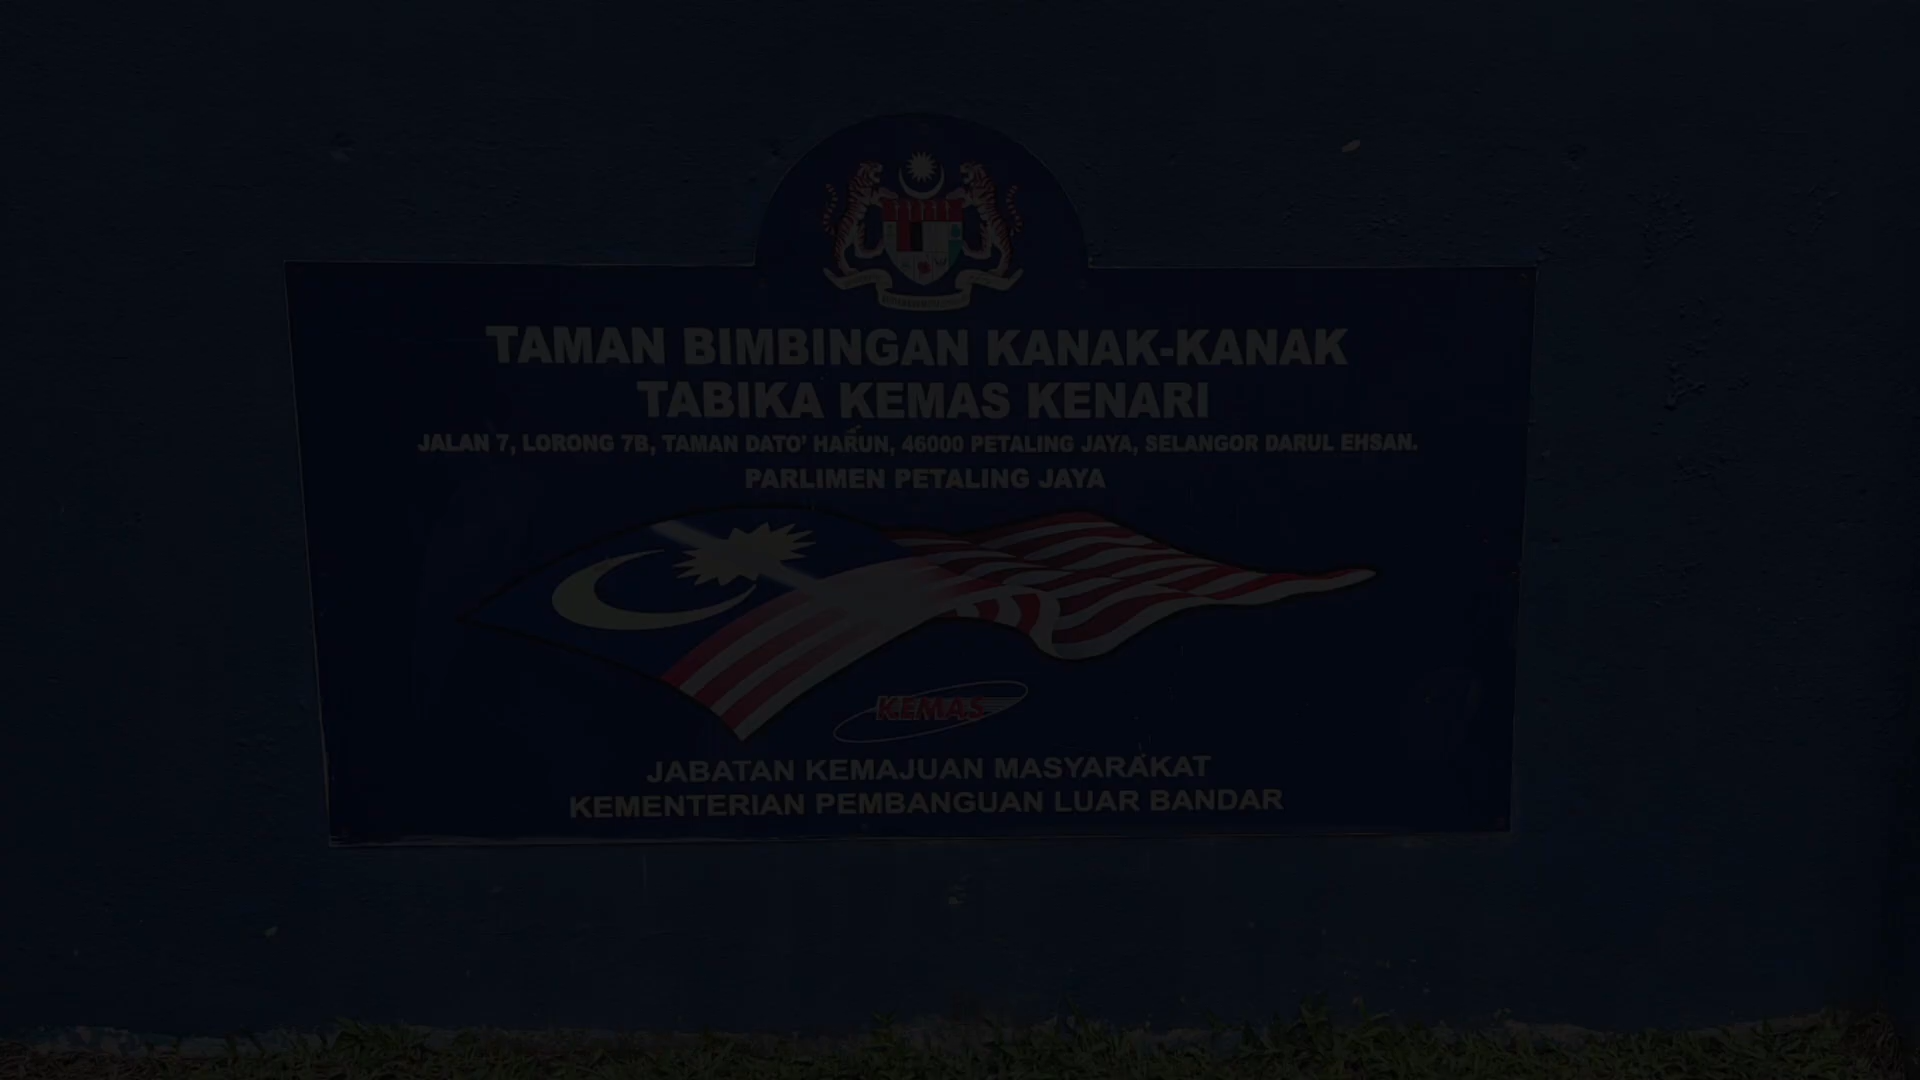 TAMAN BIMBINGAN KANAK-KANAK
TABIKA KEMAS KENARI
JALAN 7, LORONG 7B, TAMAN DATO' HARUN, 46000 PETALING JAYA, SELANGOR DARUL EHSAN.
PARLIMEN PETALING JAYA
KEMAS
JABATAN KEMAJUAN MASYARAKAT
KEMENTERIAN PEMBANGUAN LUAR BANDAR